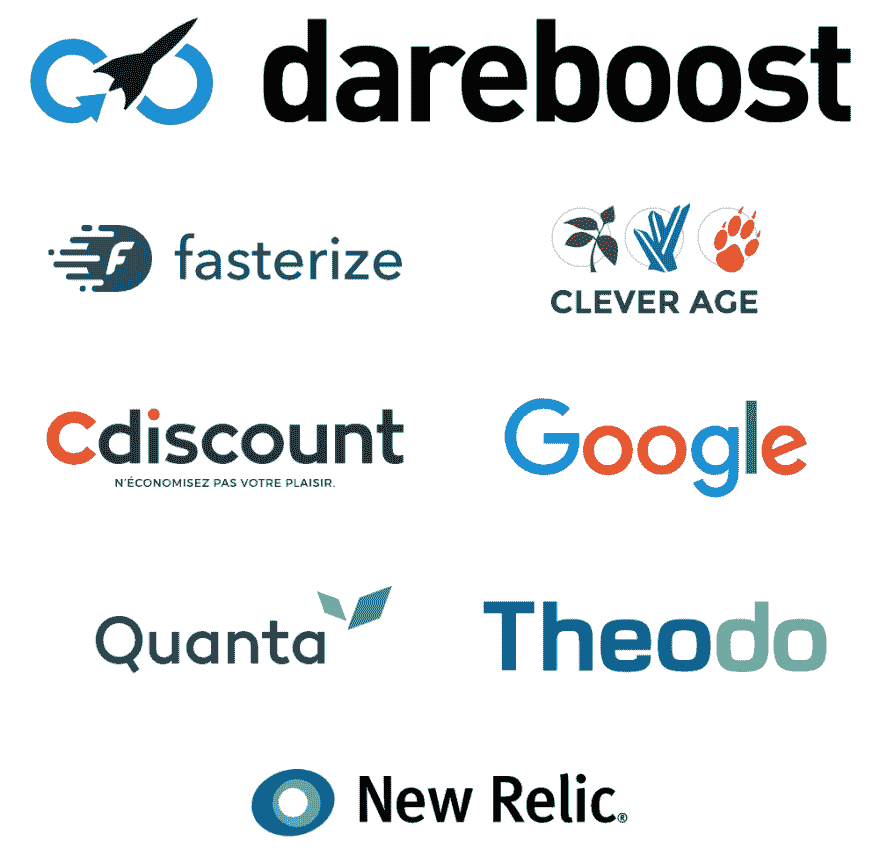 dareboost
F fasterize
CLEVER AGE
Cdiscount
N'ÉCONOMISEZ PAS VOTRE PLAISIR.
Google
Quanta
Theodo
New Relic®